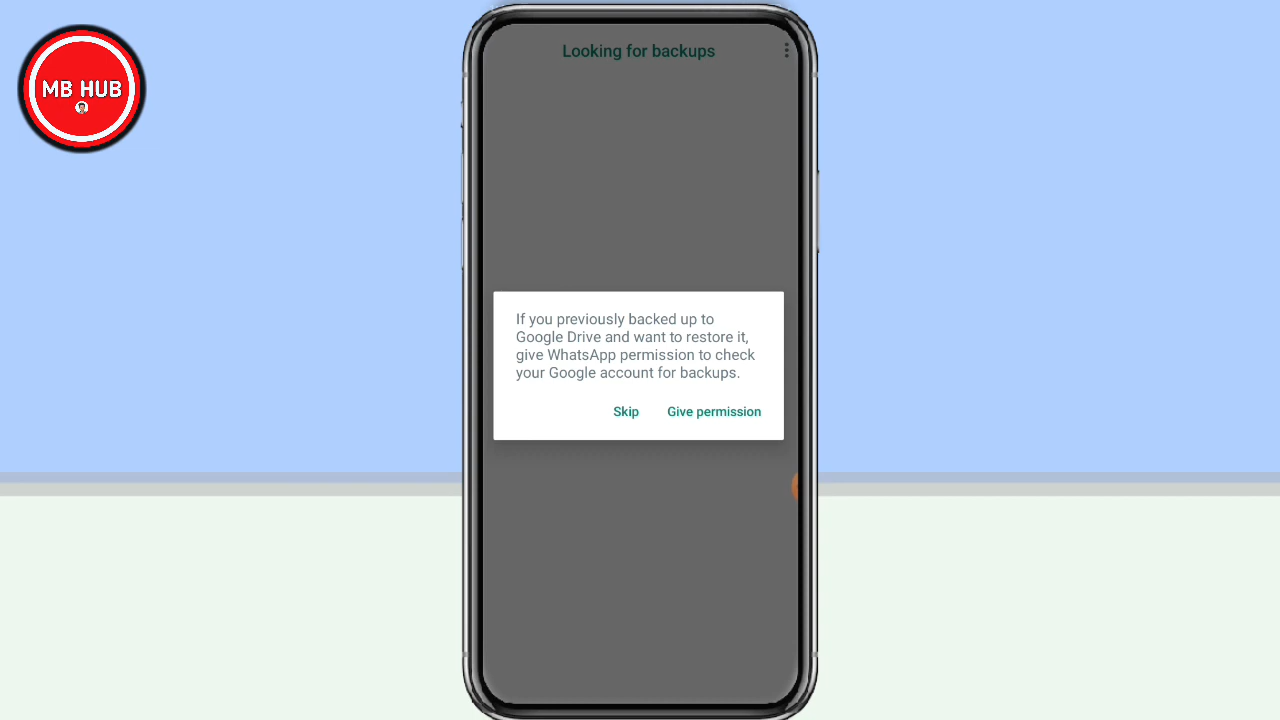 MB HUB
Looking for backups
If you previously backed up to
Google Drive and want to restore it,
give WhatsApp permission to check
your Google account for backups.
Skip Give permission